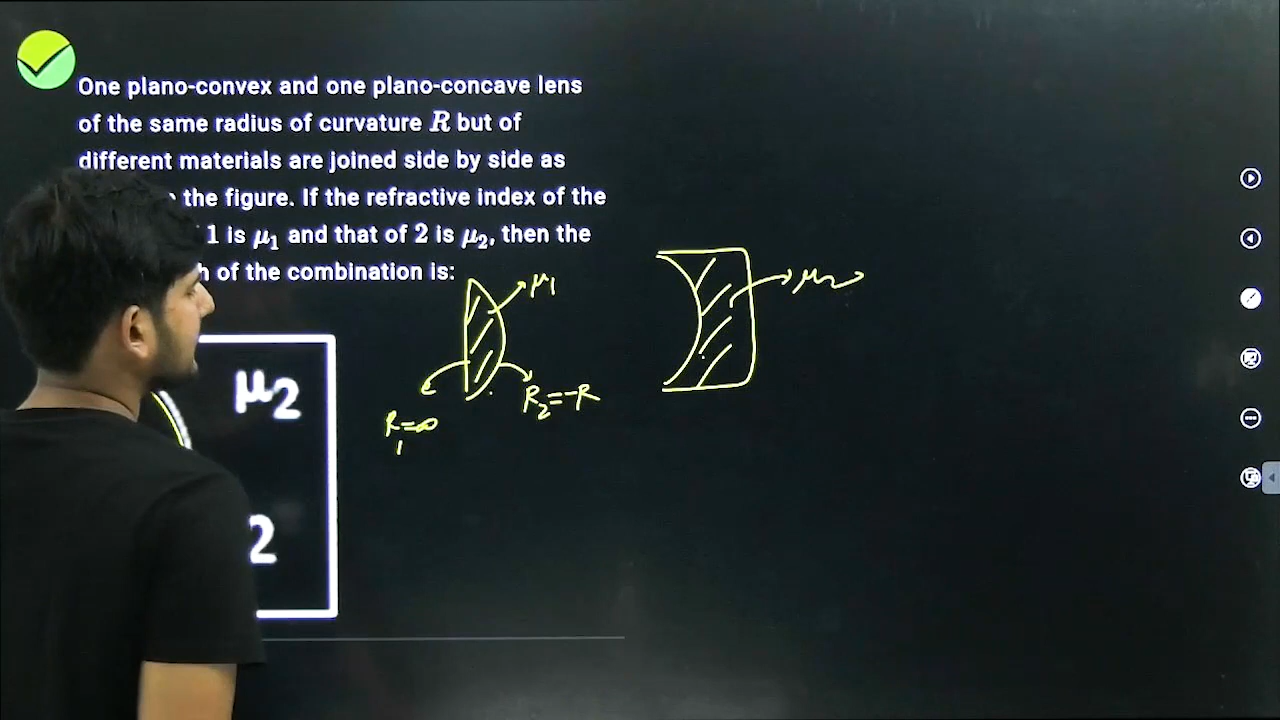 One plano-convex and one plano-concave lens
of the same radius of curvature R but of
different materials are joined side by side as
the figure. If the refractive index of the
1 is μ₁ and that of 2 is μ₂, then the
of the combination is:
μ₁
μ₂
R₂=-R
R₁=∞
μ₂
2